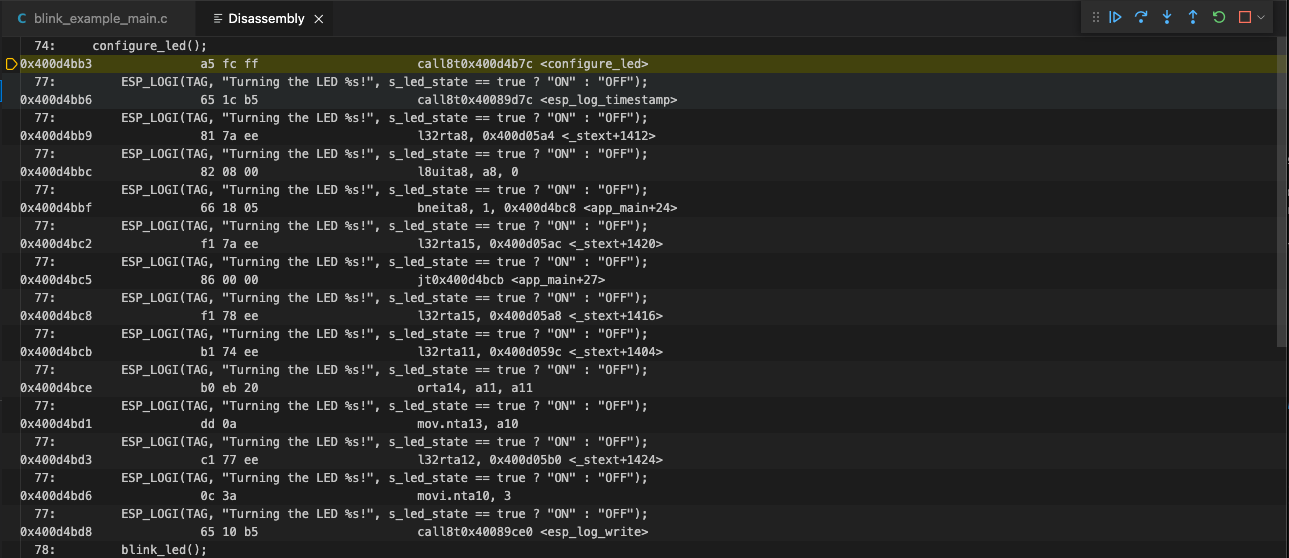 C blink_example_main.c Disassembly
74: configure_led();
0x400d4bb3 a5 fc ff call8t0x400d4b7c <configure_led>
77: ESP_LOGI(TAG, "Turning the LED %s!", s_led_state == true ? "ON" : "OFF");
0x400d4bb6 65 1c b5 call8t0x40089d7c <esp_log_timestamp>
77: ESP_LOGI(TAG, "Turning the LED %s!", s_led_state == true ? "ON" : "OFF");
0x400d4bb9 81 7a ee l32rta8, 0x400d05a4 <_stext+1412>
77: ESP_LOGI(TAG, "Turning the LED %s!", s_led_state == true ? "ON" : "OFF");
0x400d4bbc 82 08 00 l8uita8, a8, 0
77: ESP_LOGI(TAG, "Turning the LED %s!", s_led_state == true ? "ON" : "OFF");
0x400d4bbf 66 18 05 bneita8, 1, 0x400d4bc8 <app_main+24>
77: ESP_LOGI(TAG, "Turning the LED %s!", s_led_state == true ? "ON" : "OFF");
0x400d4bc2 f1 7a ee l32rta15, 0x400d05ac <_stext+1420>
77: ESP_LOGI(TAG, "Turning the LED %s!", s_led_state == true ? "ON" : "OFF");
0x400d4bc5 86 00 00 jt0x400d4bcb <app_main+27>
77: ESP_LOGI(TAG, "Turning the LED %s!", s_led_state == true ? "ON" : "OFF");
0x400d4bc8 f1 78 ee l32rta15, 0x400d05a8 <_stext+1416>
77: ESP_LOGI(TAG, "Turning the LED %s!", s_led_state == true ? "ON" : "OFF");
0x400d4bcb b1 74 ee l32rta11, 0x400d059c <_stext+1404>
77: ESP_LOGI(TAG, "Turning the LED %s!", s_led_state == true ? "ON" : "OFF");
0x400d4bce b0 eb 20 orta14, a11, a11
77: ESP_LOGI(TAG, "Turning the LED %s!", s_led_state == true ? "ON" : "OFF");
0x400d4bd1 dd 0a mov.nta13, a10
77: ESP_LOGI(TAG, "Turning the LED %s!", s_led_state == true ? "ON" : "OFF");
0x400d4bd3 c1 77 ee l32rta12, 0x400d05b0 <_stext+1424>
77: ESP_LOGI(TAG, "Turning the LED %s!", s_led_state == true ? "ON" : "OFF");
0x400d4bd6 0c 3a movi.nta10, 3
77: ESP_LOGI(TAG, "Turning the LED %s!", s_led_state == true ? "ON" : "OFF");
0x400d4bd8 65 10 b5 call8t0x40089ce0 <esp_log_write>
78: blink_led();